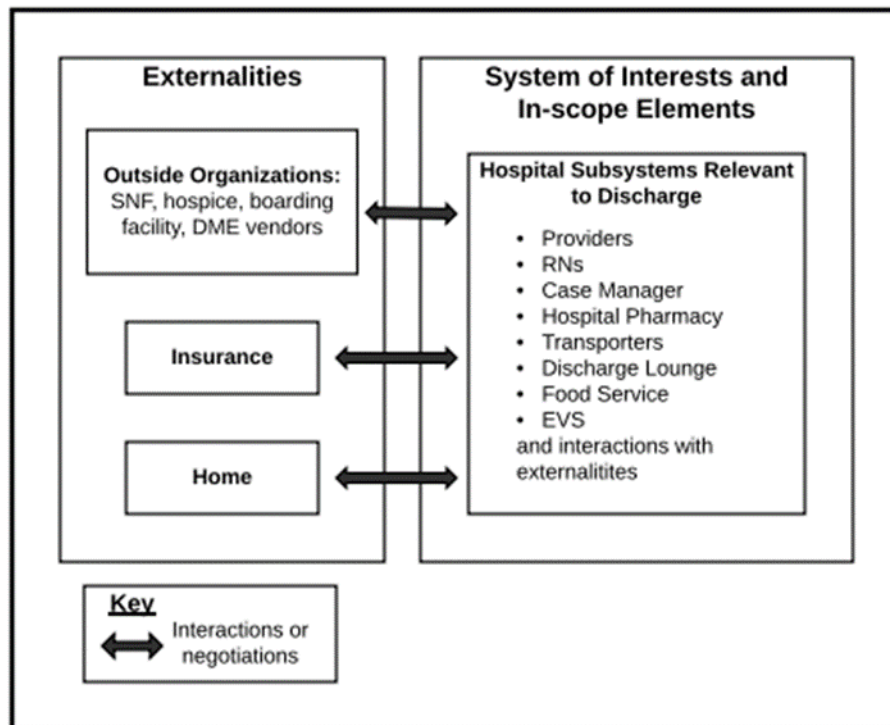 Externalities
Outside Organizations:
SNF, hospice, boarding
facility, DME vendors
Insurance
Home
System of Interests and
In-scope Elements
Hospital Subsystems Relevant
to Discharge
• Providers
• RNs
• Case Manager
• Hospital Pharmacy
• Transporters
• Discharge Lounge
• Food Service
• EVS
and interactions with
externalitites
Key
Interactions or
negotiations